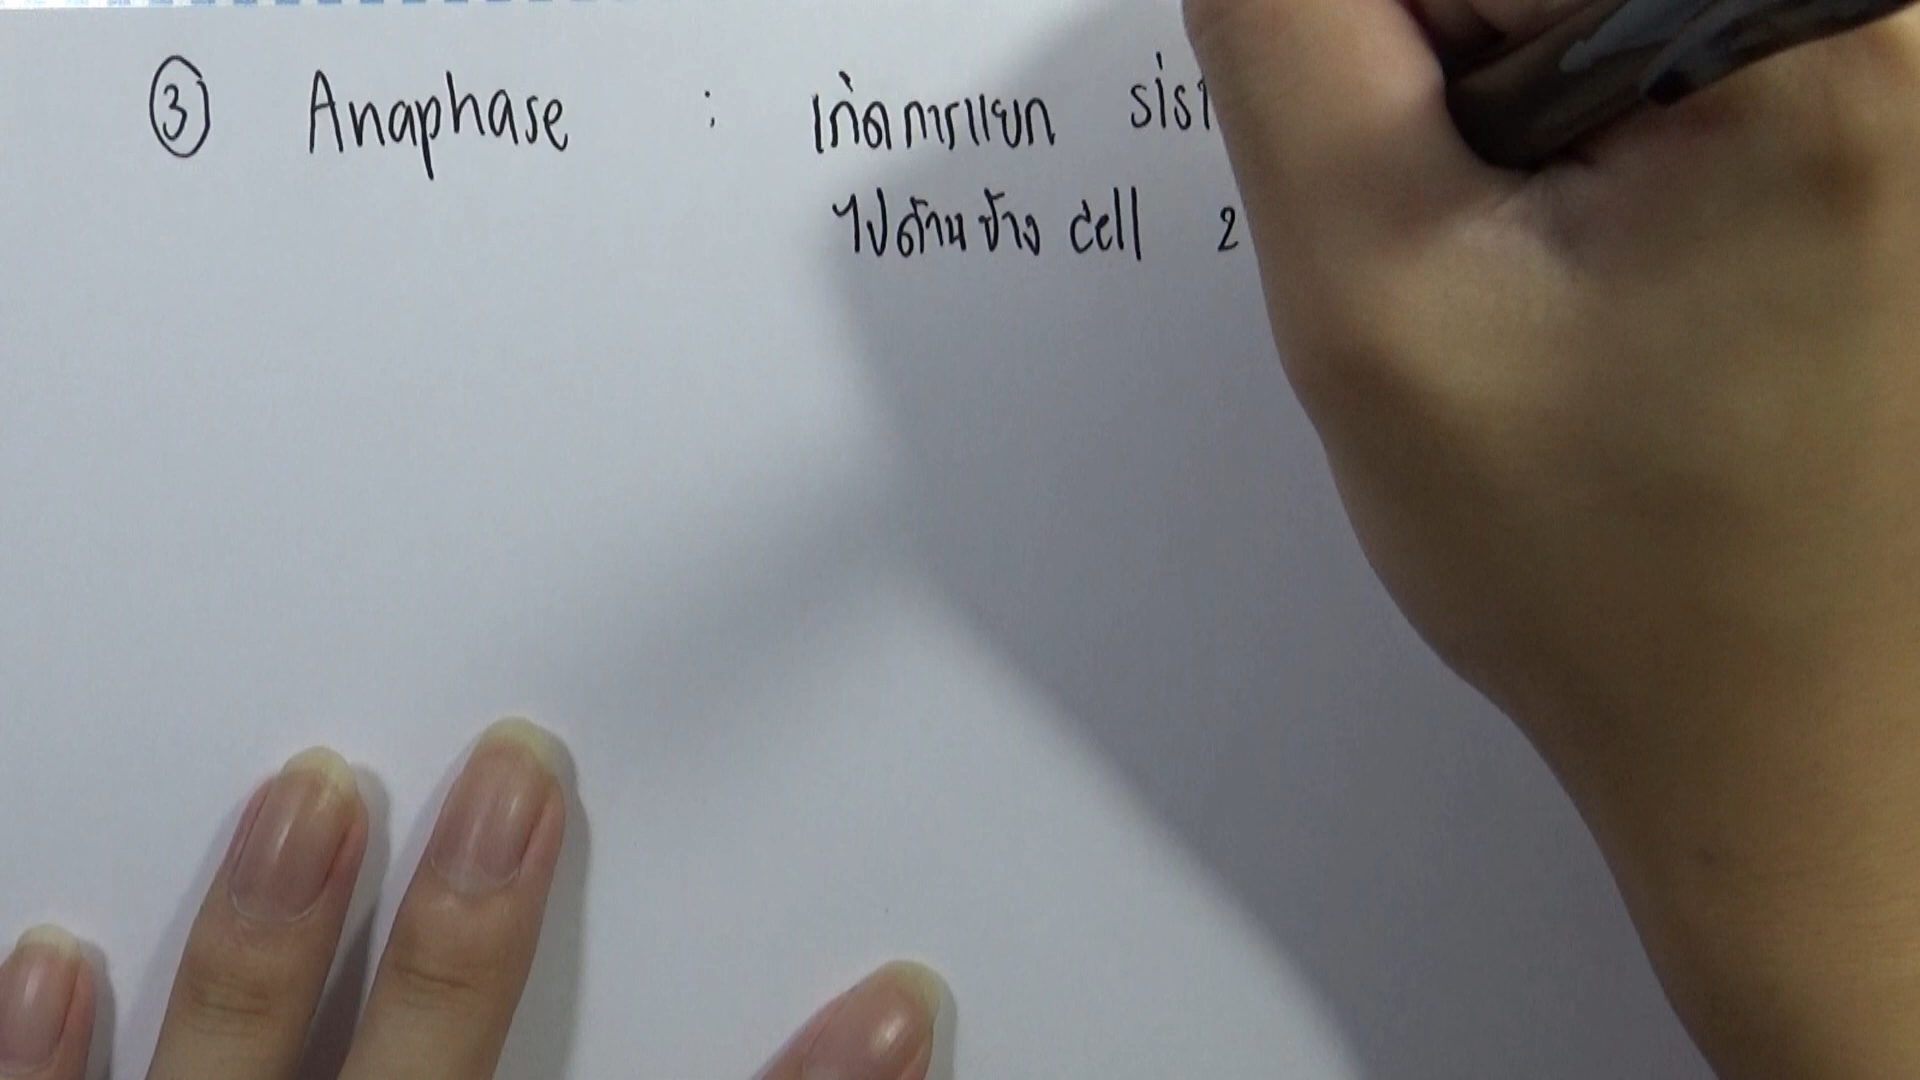 ③ Anaphase : เกิดการแยก
ไปด้านข้าง cell 2